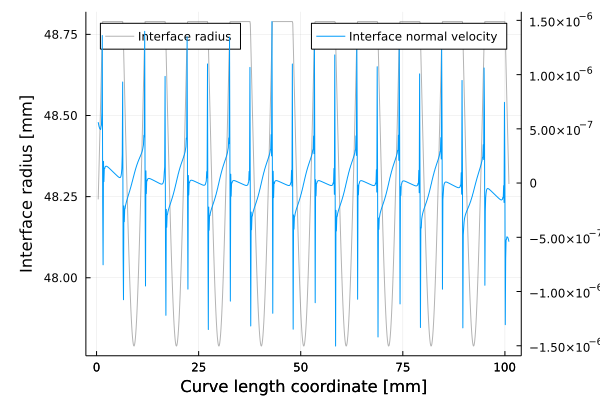 Interface radius
Interface normal velocity
48.75
48.50
48.25
48.00
Interface radius [mm]
1.50×10⁻⁶
1.00×10⁻⁶
5.00×10⁻⁷
0
−5.00×10⁻⁷
−1.00×10⁻⁶
−1.50×10⁻⁶
0 25 50 75 100
Curve length coordinate [mm]